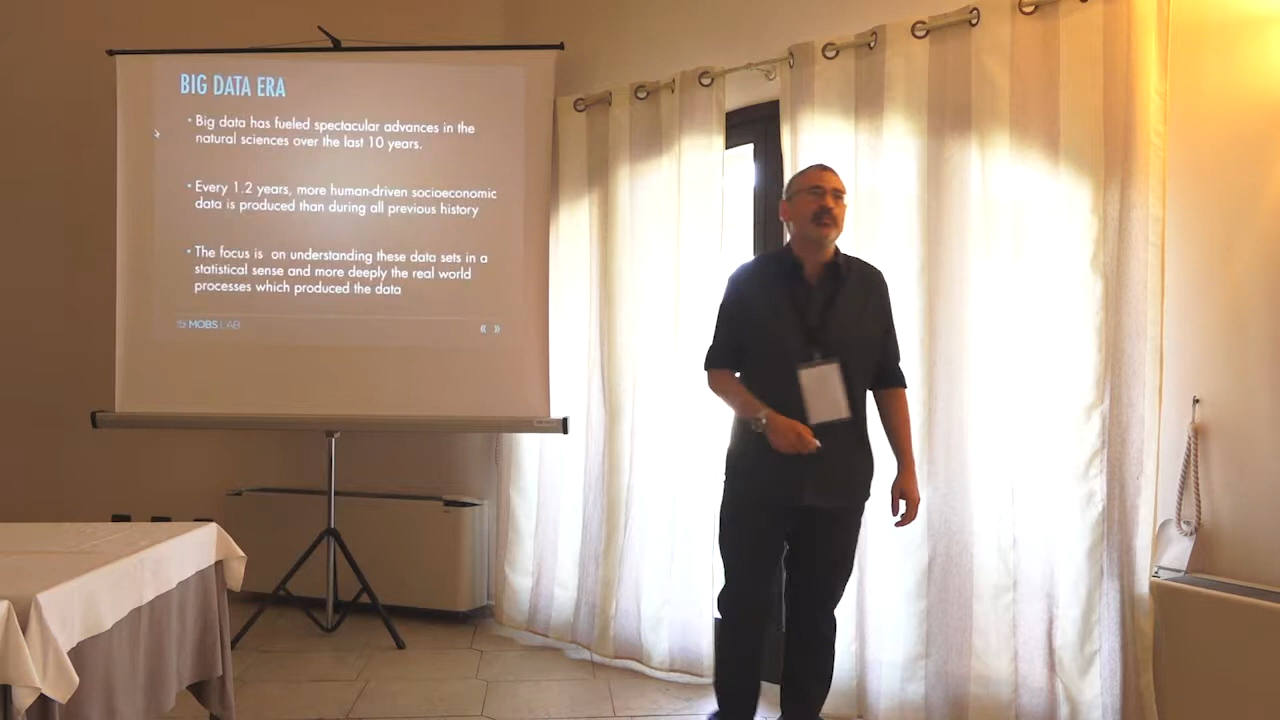 BIG DATA ERA
• Big data has fueled spectacular advances in the
natural sciences over the last 10 years.
• Every 1.2 years, more human-driven socioeconomic
data is produced than during all previous history
• The focus is on understanding these data sets in a
statistical sense and more deeply the real world
processes which produced the data
MOBS LAB
« »